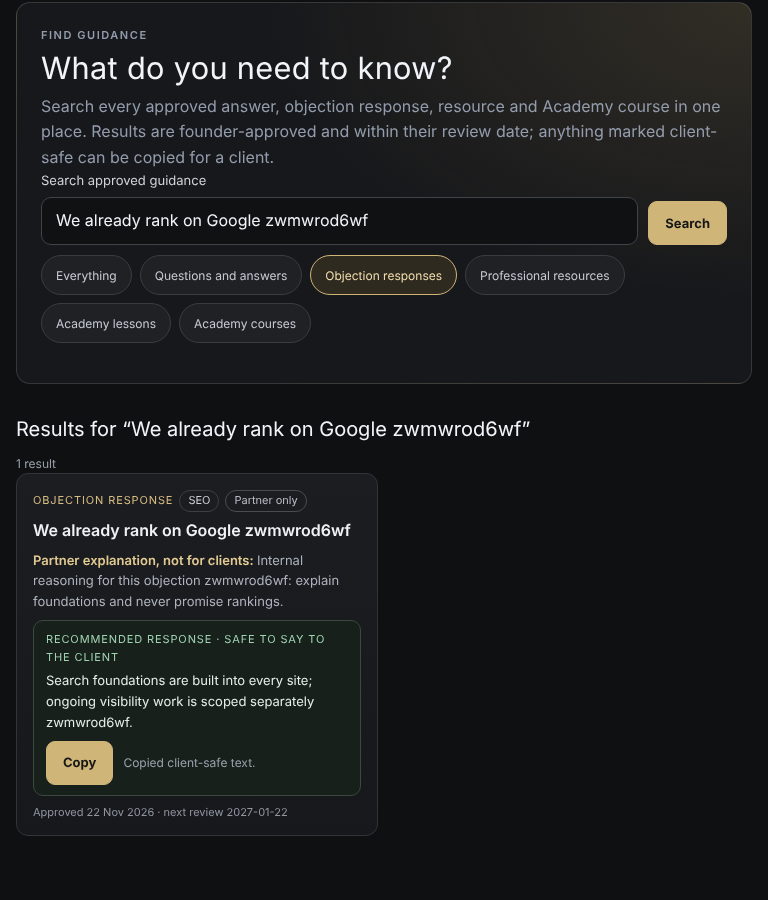 FIND GUIDANCE
What do you need to know?
Search every approved answer, objection response, resource and Academy course in one
place. Results are founder-approved and within their review date; anything marked client-
safe can be copied for a client.
Search approved guidance
We already rank on Google zwmwrod6wf
Search
Everything
Questions and answers
Objection responses
Professional resources
Academy lessons
Academy courses
Results for “We already rank on Google zwmwrod6wf”
1 result
OBJECTION RESPONSE SEO Partner only
We already rank on Google zwmwrod6wf
Partner explanation, not for clients: Internal
reasoning for this objection zwmwrod6wf: explain
foundations and never promise rankings.
RECOMMENDED RESPONSE · SAFE TO SAY TO
THE CLIENT
Search foundations are built into every site;
ongoing visibility work is scoped separately
zwmwrod6wf.
Copy
Copied client-safe text.
Approved 22 Nov 2026 · next review 2027-01-22